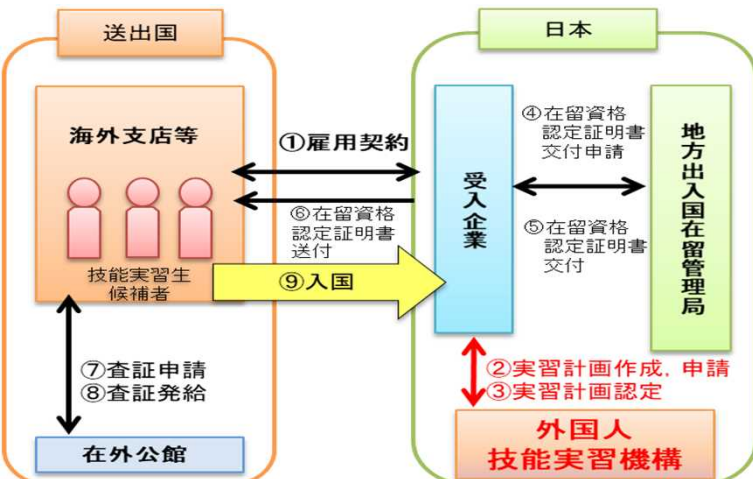 送出国
日本
海外支店等
技能実習生
候補者
①雇用契約
⑥在留資格
認定証明書
送付
⑨入国
受入企業
④在留資格
認定証明書
交付申請
⑤在留資格
認定証明書
交付
地方出入国在留管理局
⑦査証申請
⑧査証発給
在外公館
②実習計画作成，申請
③実習計画認定
外国人
技能実習機構